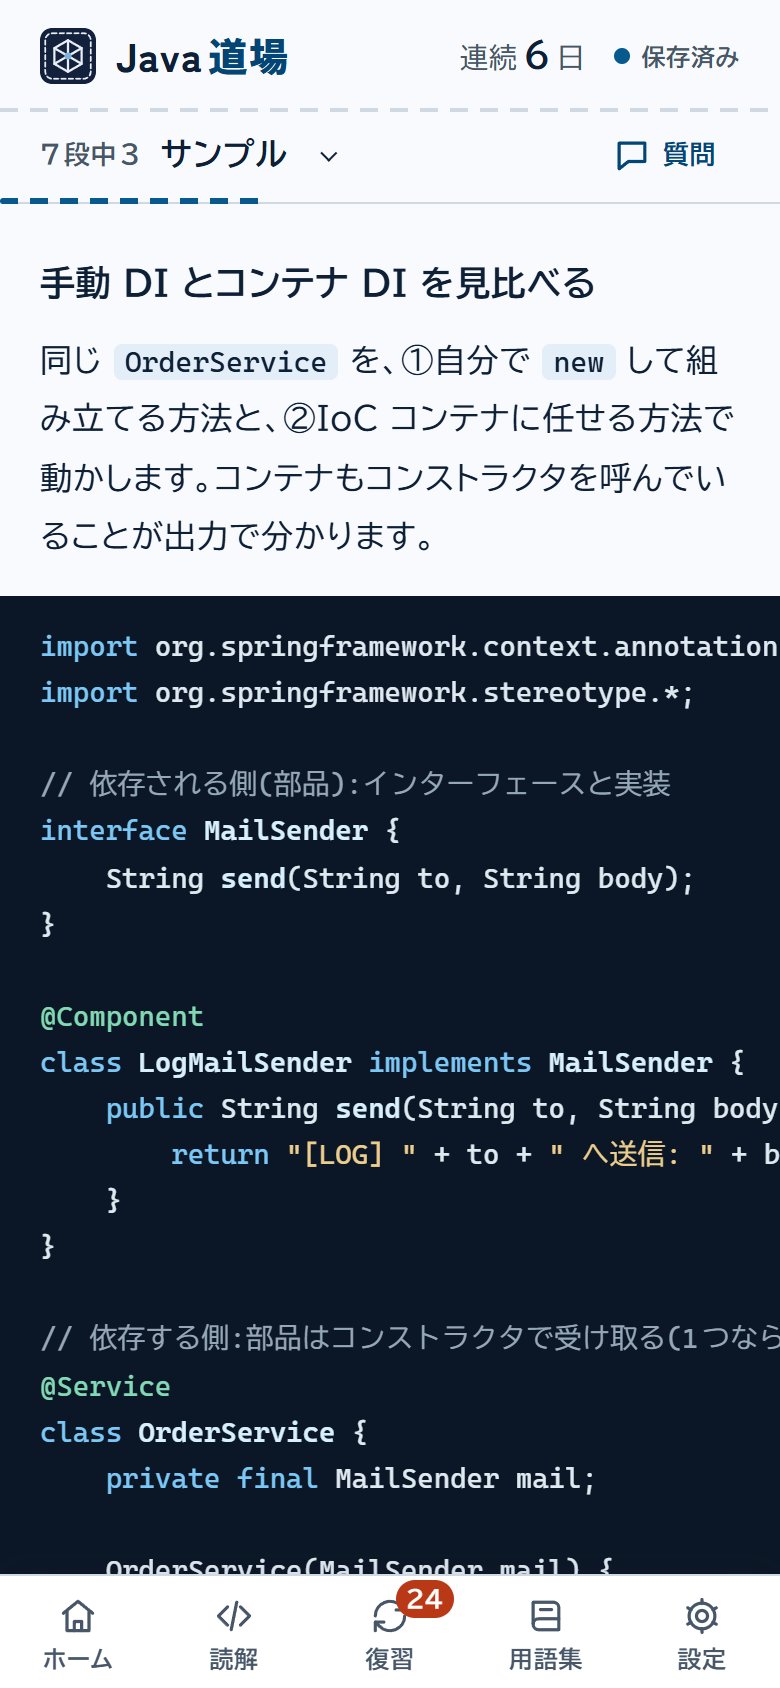 Java道場
連続 6 日
保存済み
7段中3 サンプル
質問
手動 DI とコンテナ DI を見比べる
同じ OrderService を、①自分で new して組
み立てる方法と、②IoC コンテナに任せる方法で
動かします。コンテナもコンストラクタを呼んでい
ることが出力で分かります。
import org.springframework.context.annotation
import org.springframework.stereotype.*;
// 依存される側(部品):インターフェースと実装
interface MailSender {
    String send(String to, String body);
}
@Component
class LogMailSender implements MailSender {
    public String send(String to, String body
        return "[LOG] " + to + " へ送信: " + b
    }
}
// 依存する側:部品はコンストラクタで受け取る(1つなら
@Service
class OrderService {
    private final MailSender mail;
    OrderService(MailSender mail) {
24
ホーム 読解 復習 用語集 設定